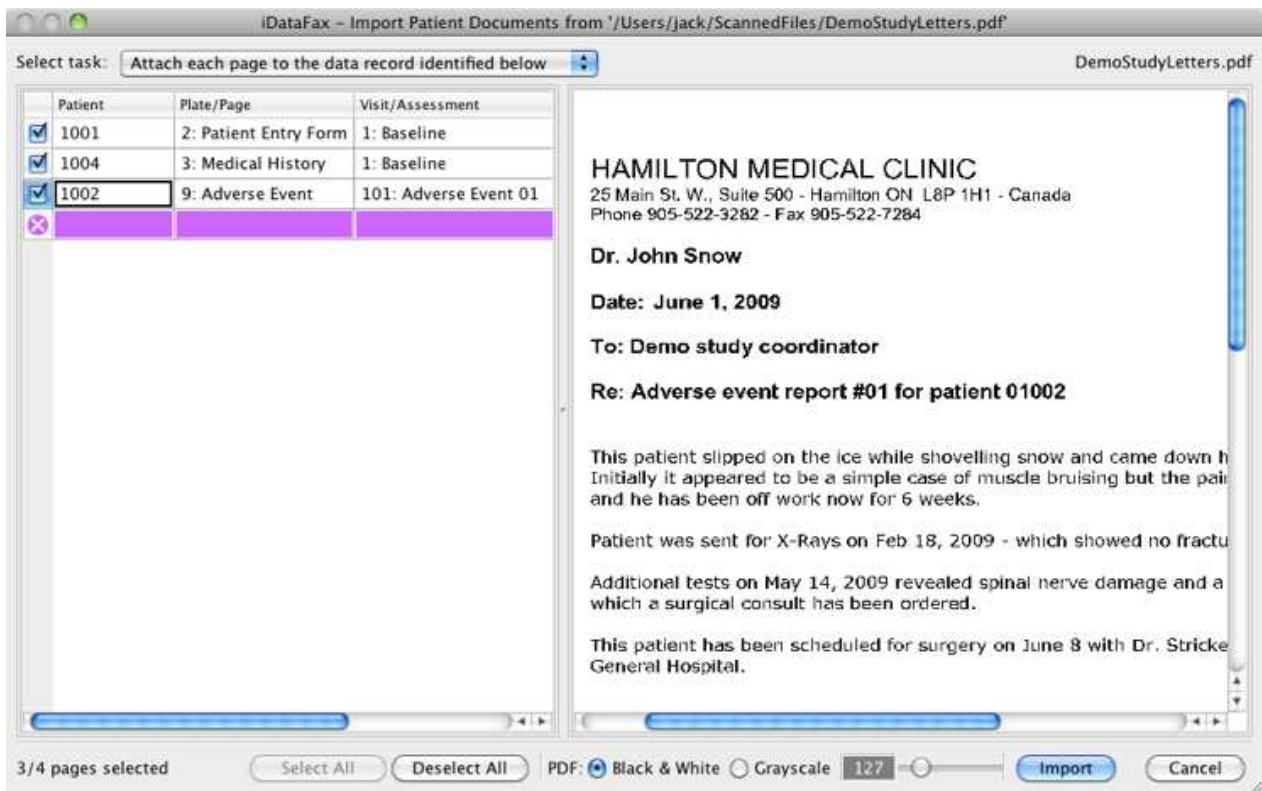 iDataFax – Import Patient Documents from '/Users/jack/ScannedFiles/DemoStudyLetters.pdf'
Select task: Attach each page to the data record identified below
DemoStudyLetters.pdf
Patient Plate/Page Visit/Assessment
1001 2: Patient Entry Form 1: Baseline
1004 3: Medical History 1: Baseline
1002 9: Adverse Event 101: Adverse Event 01
HAMILTON MEDICAL CLINIC
25 Main St. W., Suite 500 - Hamilton ON L8P 1H1 - Canada
Phone 905-522-3282 - Fax 905-522-7284
Dr. John Snow
Date: June 1, 2009
To: Demo study coordinator
Re: Adverse event report #01 for patient 01002
This patient slipped on the ice while shovelling snow and came down h
Initially it appeared to be a simple case of muscle bruising but the pai
and he has been off work now for 6 weeks.
Patient was sent for X-Rays on Feb 18, 2009 - which showed no fractu
Additional tests on May 14, 2009 revealed spinal nerve damage and a
which a surgical consult has been ordered.
This patient has been scheduled for surgery on June 8 with Dr. Stricke
General Hospital.
3/4 pages selected Select All Deselect All PDF: Black & White Grayscale 127 Import Cancel